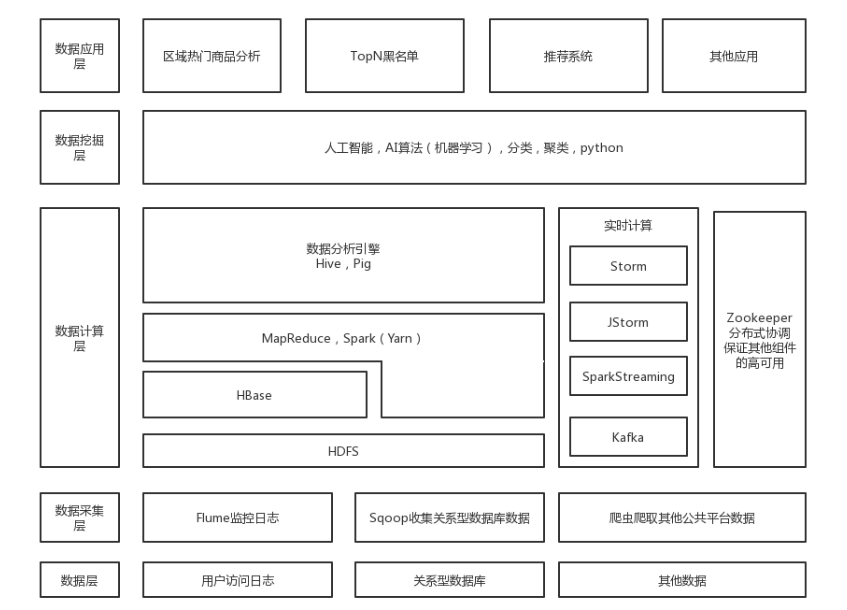 数据应用
层
区域热门商品分析
TopN黑名单
推荐系统
其他应用
数据挖掘
层
人工智能，AI算法（机器学习），分类，聚类，python
数据计算
层
数据分析引擎
Hive，Pig
MapReduce，Spark（Yarn）
HBase
HDFS
实时计算
Storm
JStorm
SparkStreaming
Kafka
Zookeeper
分布式协调
保证其他组件
的高可用
数据采集
层
Flume监控日志
Sqoop收集关系型数据库数据
爬虫爬取其他公共平台数据
数据层
用户访问日志
关系型数据库
其他数据